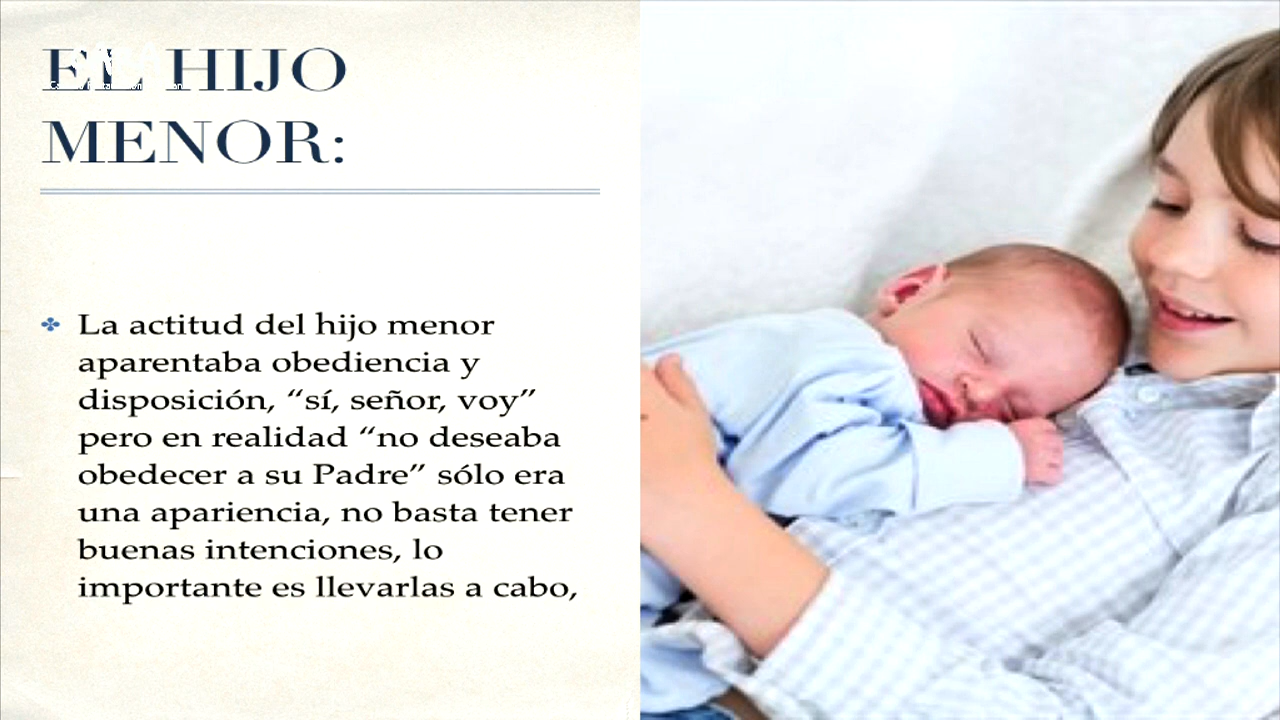 EL HIJO
MENOR:
La actitud del hijo menor
aparentaba obediencia y
disposición, “sí, señor, voy”
pero en realidad “no deseaba
obedecer a su Padre” sólo era
una apariencia, no basta tener
buenas intenciones, lo
importante es llevarlas a cabo,